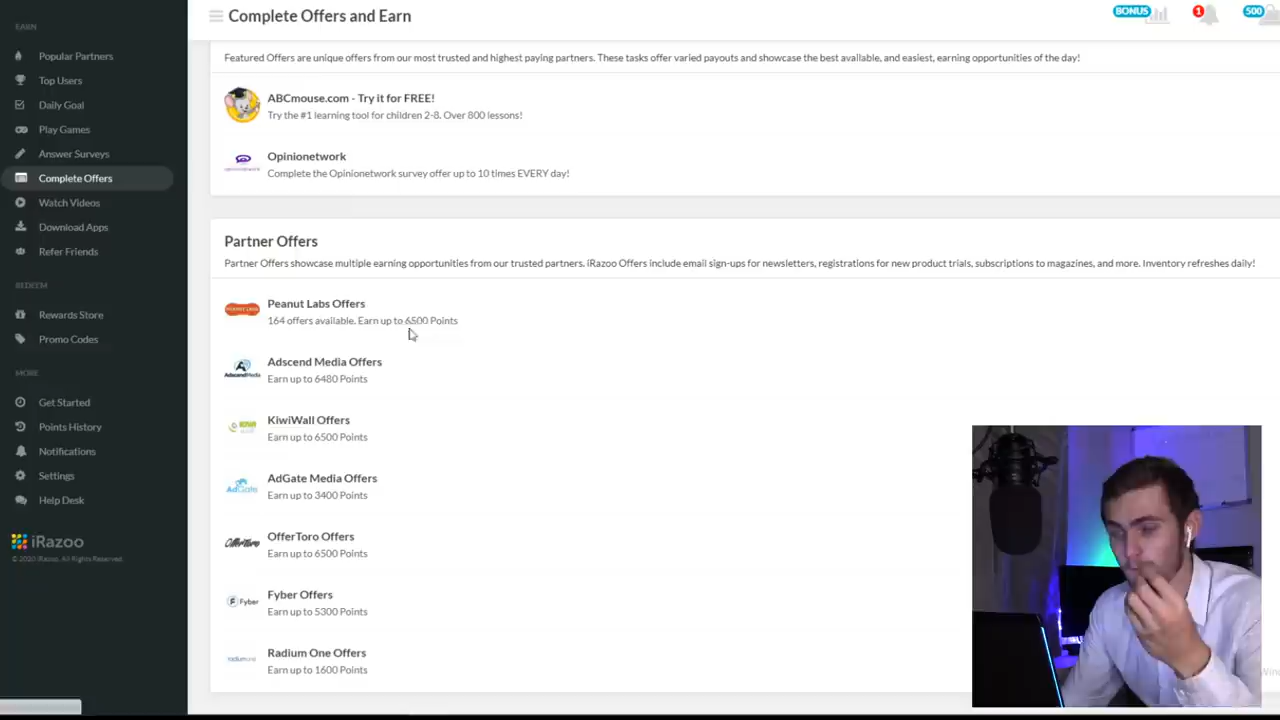 Complete Offers and Earn
BONUS
1
500
EARN
Popular Partners
Top Users
Daily Goal
Play Games
Answer Surveys
Complete Offers
Watch Videos
Download Apps
Refer Friends
REDEEM
Rewards Store
Promo Codes
MORE
Get Started
Points History
Notifications
Settings
Help Desk
iRazoo
© 2020 iRazoo, All Rights Reserved.
Featured Offers are unique offers from our most trusted and highest paying partners. These tasks offer varied payouts and showcase the best available, and easiest, earning opportunities of the day!
ABCmouse.com - Try it for FREE!
Try the #1 learning tool for children 2-8. Over 800 lessons!
Opinionetwork
Complete the Opinionetwork survey offer up to 10 times EVERY day!
Partner Offers
Partner Offers showcase multiple earning opportunities from our trusted partners. iRazoo Offers include email sign-ups for newsletters, registrations for new product trials, subscriptions to magazines, and more. Inventory refreshes daily!
Peanut Labs Offers
164 offers available. Earn up to 6500 Points
Adscend Media Offers
Earn up to 6480 Points
AdscendMedia
KiwiWall Offers
Earn up to 6500 Points
AdGate Media Offers
Earn up to 3400 Points
AdGate
OfferToro Offers
Earn up to 6500 Points
OfferToro
Fyber Offers
Earn up to 5300 Points
Fyber
Radium One Offers
Earn up to 1600 Points